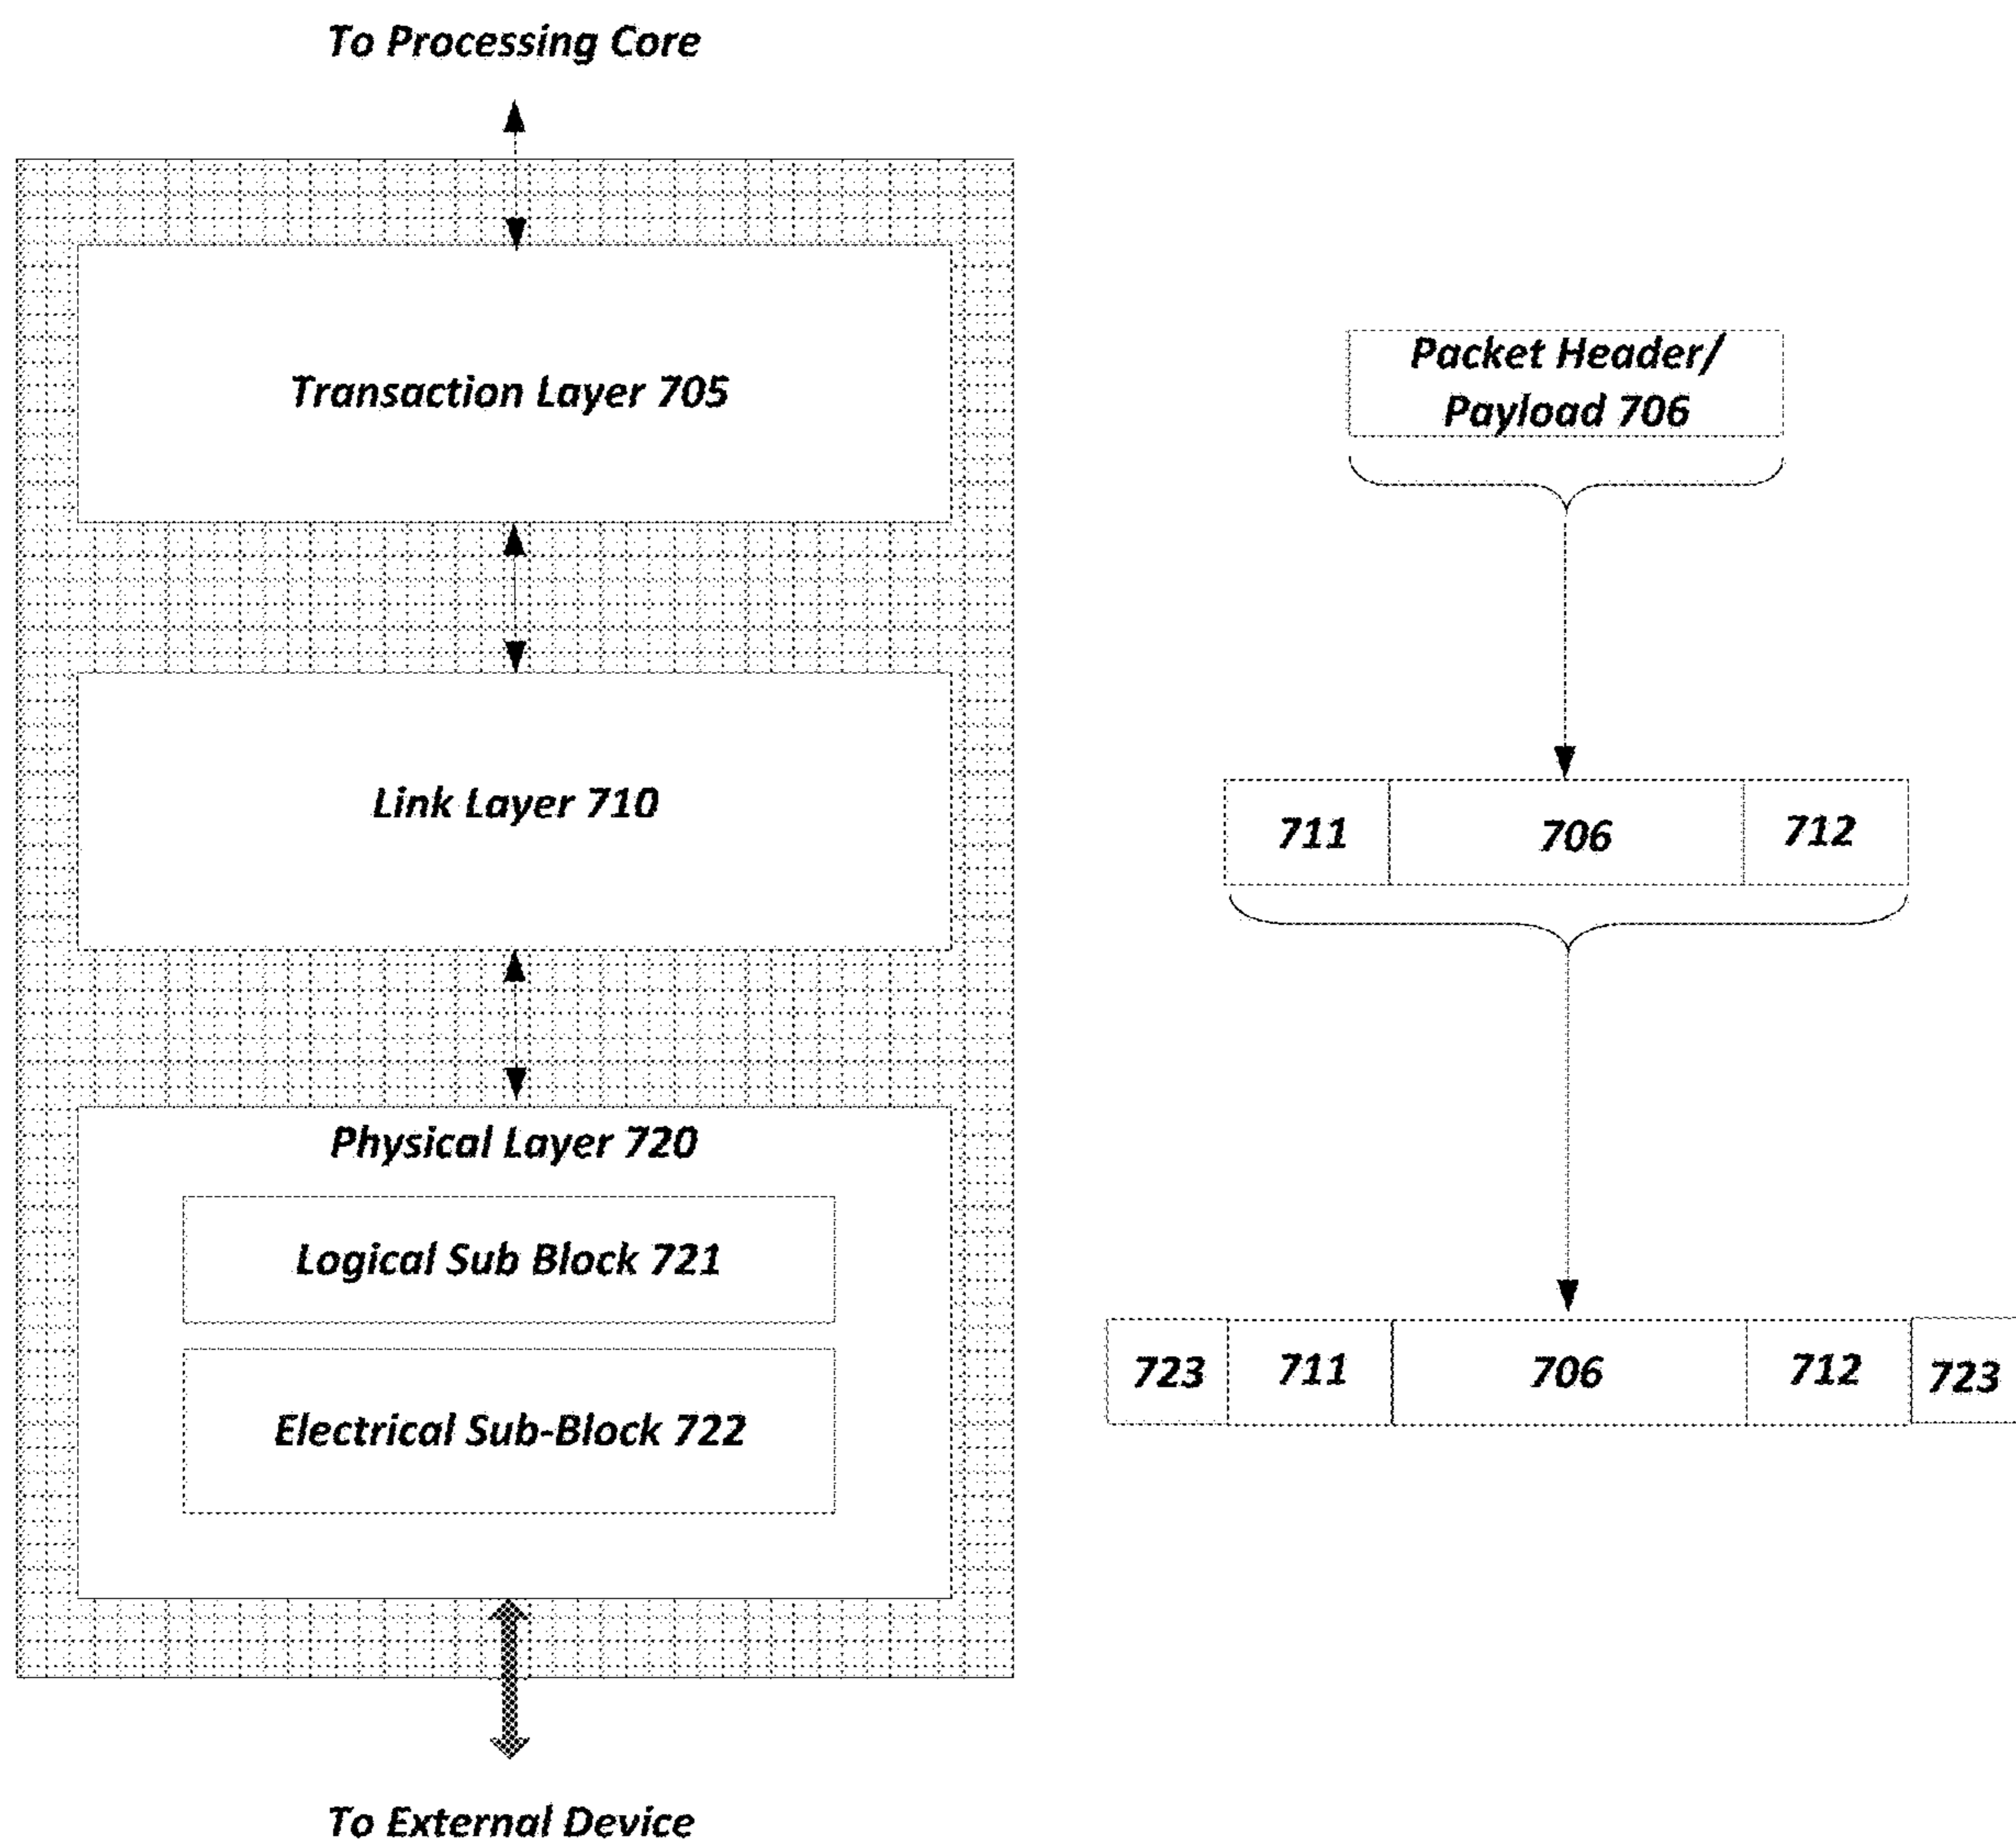 To Processing Core
Transaction Layer 705
Link Layer 710
Physical Layer 720
Logical Sub Block 721
Electrical Sub-Block 722
To External Device
Packet Header/
Payload 706
711 706 712
723 711 706 712 723